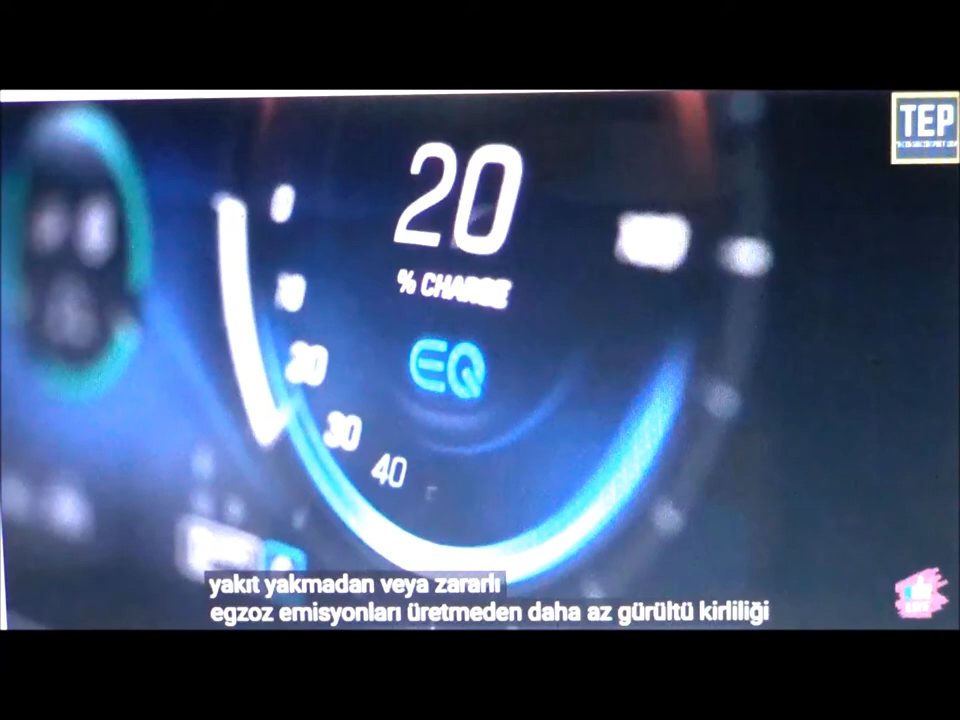 TEP
20
% CHARGE
EQ
0
10
20
30
40
yakıt yakmadan veya zararlı
egzoz emisyonları üretmeden daha az gürültü kirliliği